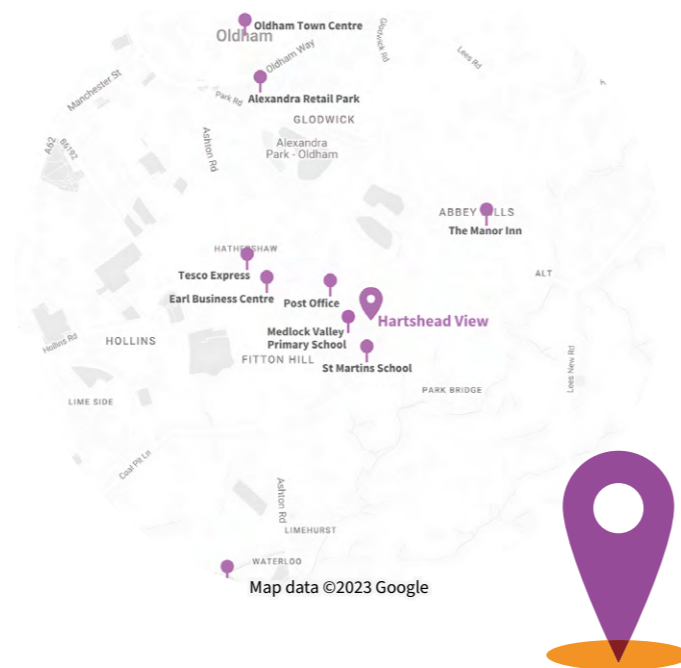 Oldham Town Centre
Oldham
Glodwick Rd
Oldham Way
Lees Rd
Manchester St
Park Rd
Alexandra Retail Park
GLODWICK
A62
B6192
Ashton Rd
Alexandra
Park - Oldham
ABBEY HILLS
The Manor Inn
HATHERSHAW
Tesco Express
ALT
Earl Business Centre
Post Office
Hartshead View
Medlock Valley
Primary School
Hollins Rd
HOLLINS
FITTON HILL
St Martins School
Lees New Rd
PARK BRIDGE
LIME SIDE
Coal Pit Ln
Ashton Rd
LIMEHURST
WATERLOO
Map data ©2023 Google